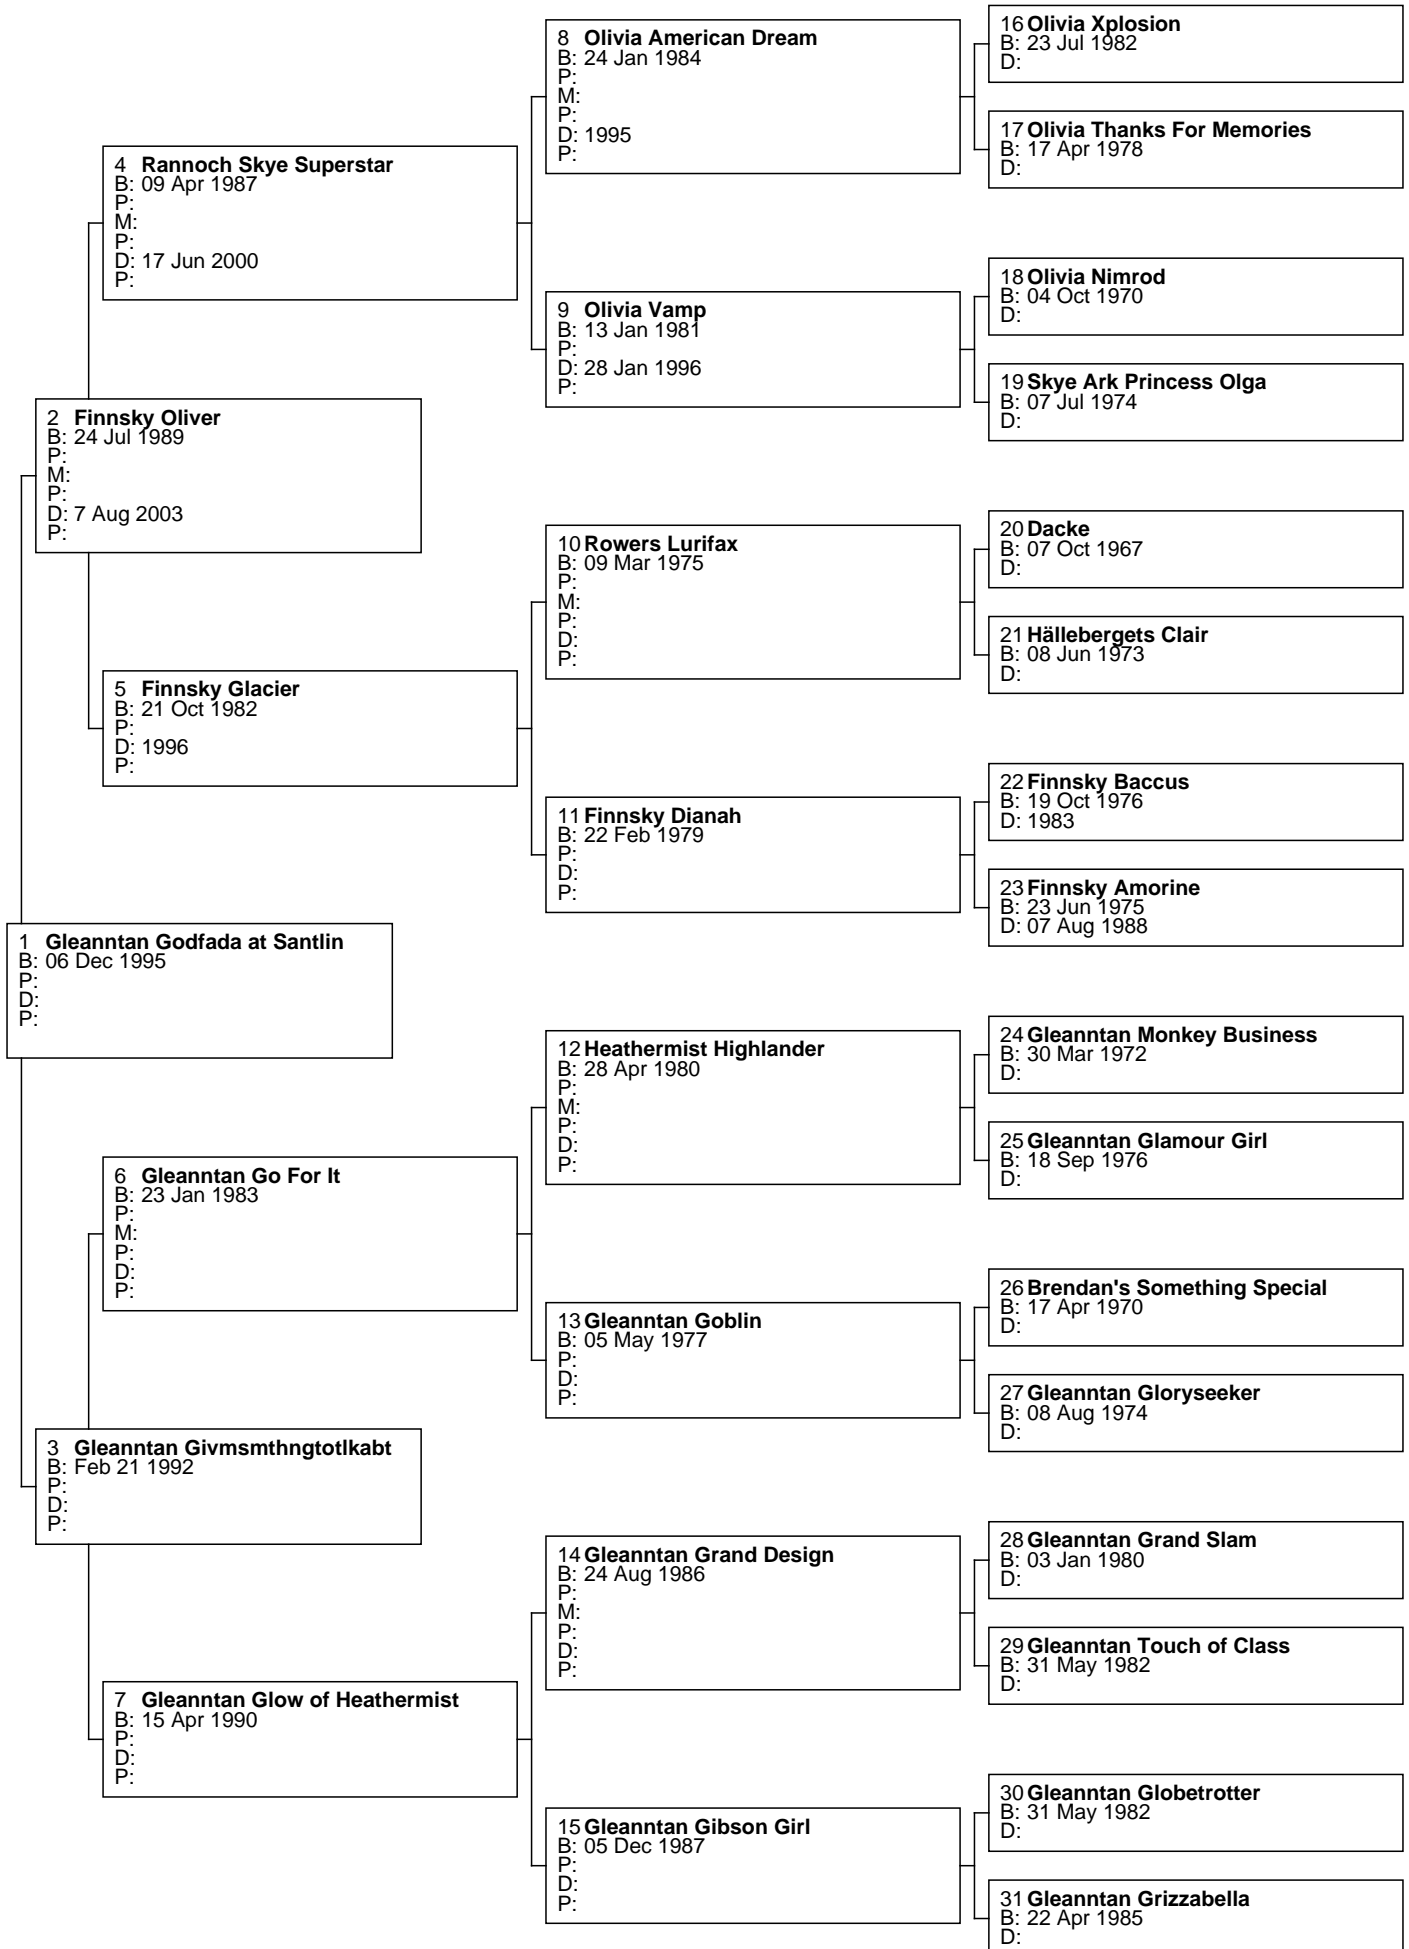 16 Olivia Xplosion
B: 23 Jul 1982
D:
8 Olivia American Dream
B: 24 Jan 1984
P:
M:
P:
D: 1995
P:
17 Olivia Thanks For Memories
B: 17 Apr 1978
D:
4 Rannoch Skye Superstar
B: 09 Apr 1987
P:
M:
P:
D: 17 Jun 2000
P:
18 Olivia Nimrod
B: 04 Oct 1970
D:
9 Olivia Vamp
B: 13 Jan 1981
P:
D: 28 Jan 1996
P:
19 Skye Ark Princess Olga
B: 07 Jul 1974
D:
2 Finnsky Oliver
B: 24 Jul 1989
P:
M:
P:
D: 7 Aug 2003
P:
20 Dacke
B: 07 Oct 1967
D:
10 Rowers Lurifax
B: 09 Mar 1975
P:
M:
P:
D:
P:
21 Hällebergets Clair
B: 08 Jun 1973
D:
5 Finnsky Glacier
B: 21 Oct 1982
P:
D: 1996
P:
22 Finnsky Baccus
B: 19 Oct 1976
D: 1983
11 Finnsky Dianah
B: 22 Feb 1979
P:
D:
P:
23 Finnsky Amorine
B: 23 Jun 1975
D: 07 Aug 1988
1 Gleanntan Godfada at Santlin
B: 06 Dec 1995
P:
D:
P:
24 Gleanntan Monkey Business
B: 30 Mar 1972
D:
12 Heathermist Highlander
B: 28 Apr 1980
P:
M:
P:
D:
P:
25 Gleanntan Glamour Girl
B: 18 Sep 1976
D:
6 Gleanntan Go For It
B: 23 Jan 1983
P:
M:
P:
D:
P:
26 Brendan's Something Special
B: 17 Apr 1970
D:
13 Gleanntan Goblin
B: 05 May 1977
P:
D:
P:
27 Gleanntan Gloryseeker
B: 08 Aug 1974
D:
3 Gleanntan Givmsmthngtotlkabt
B: Feb 21 1992
P:
D:
P:
28 Gleanntan Grand Slam
B: 03 Jan 1980
D:
14 Gleanntan Grand Design
B: 24 Aug 1986
P:
M:
P:
D:
P:
29 Gleanntan Touch of Class
B: 31 May 1982
D:
7 Gleanntan Glow of Heathermist
B: 15 Apr 1990
P:
D:
P:
30 Gleanntan Globetrotter
B: 31 May 1982
D:
15 Gleanntan Gibson Girl
B: 05 Dec 1987
P:
D:
P:
31 Gleanntan Grizzabella
B: 22 Apr 1985
D: